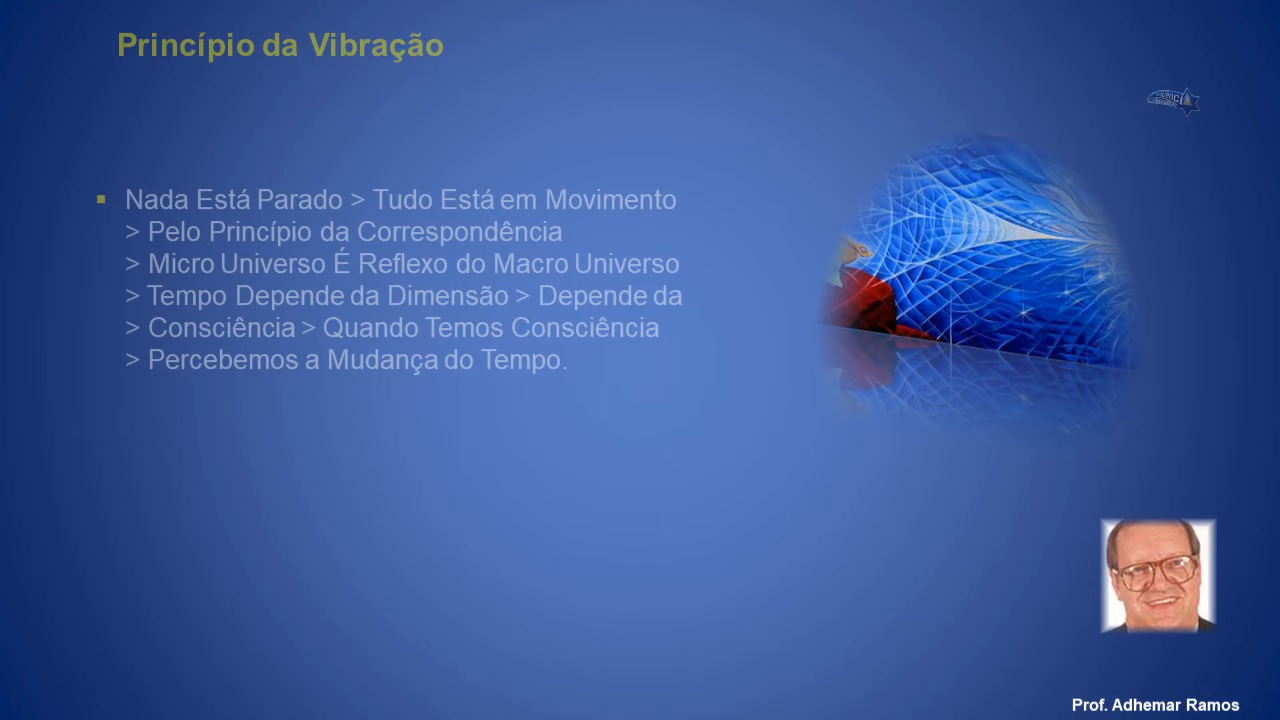 Princípio da Vibração
Nada Está Parado > Tudo Está em Movimento
> Pelo Princípio da Correspondência
> Micro Universo É Reflexo do Macro Universo
> Tempo Depende da Dimensão > Depende da
> Consciência > Quando Temos Consciência
> Percebemos a Mudança do Tempo.
Prof. Adhemar Ramos